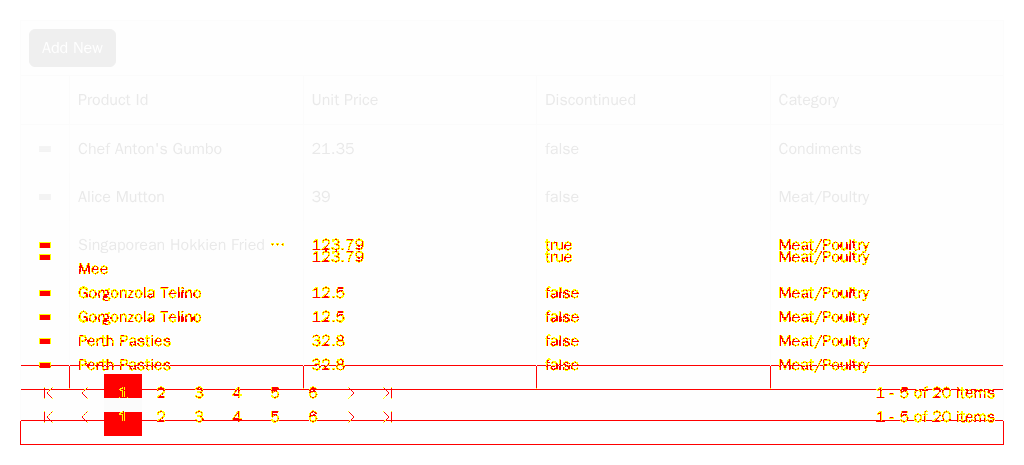 Add New
Product Id Unit Price Discontinued Category
Chef Anton's Gumbo 21.35 false Condiments
Alice Mutton 39 false Meat/Poultry
Singaporean Hokkien Fried ... 123.79 true Meat/Poultry
123.79 true Meat/Poultry
Mee
Gorgonzola Telino 12.5 false Meat/Poultry
Gorgonzola Telino 12.5 false Meat/Poultry
Perth Pasties 32.8 false Meat/Poultry
Perth Pasties 32.8 false Meat/Poultry
1 2 3 4 5 6 1 - 5 of 20 items
1 2 3 4 5 6 1 - 5 of 20 items